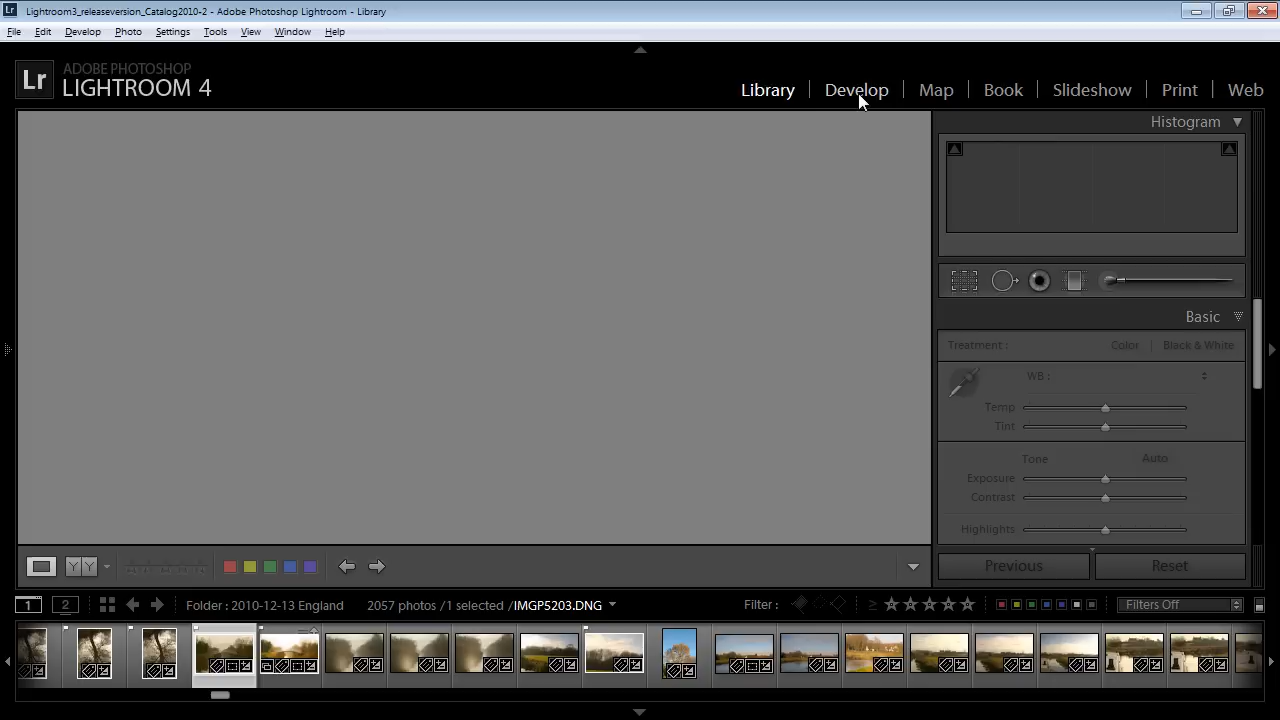 Lightroom3_releaseversion_Catalog2010-2 - Adobe Photoshop Lightroom - Library
File Edit Develop Photo Settings Tools View Window Help
Lr ADOBE PHOTOSHOP
LIGHTROOM 4
Library | Develop | Map | Book | Slideshow | Print | Web
Histogram
Basic
Treatment : Color | Black & White
WB :
Temp
Tint
Tone Auto
Exposure
Contrast
Highlights
YY
Previous Reset
1 2 Folder : 2010-12-13 England 2057 photos /1 selected /IMGP5203.DNG Filter : ≥ Filters Off